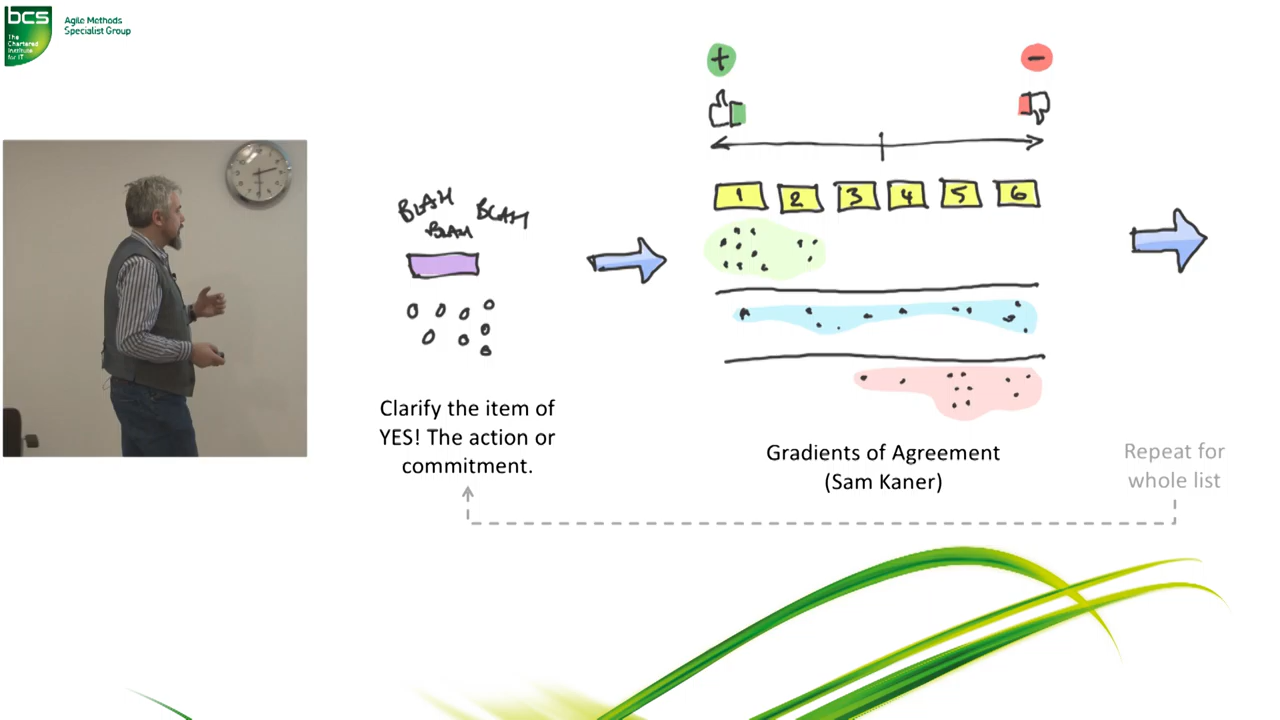 bcs
The
Chartered
Institute
for IT
Agile Methods
Specialist Group
+
-
BLAH
BLAH
BLAH
1 2 3 4 5 6
Clarify the item of
YES! The action or
commitment.
Gradients of Agreement
(Sam Kaner)
Repeat for
whole list